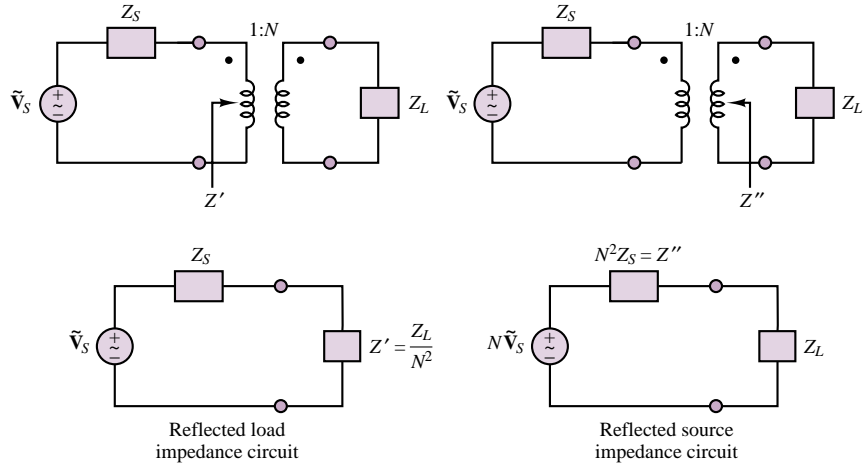 Z_S
1:N
Ṽ_S
+
~
–
Z_L
Z′
Z_S
1:N
Ṽ_S
+
~
–
Z_L
Z″
Z_S
Ṽ_S
+
~
–
Z′ = Z_L/N²
Reflected load
impedance circuit
N²Z_S = Z″
NṼ_S
+
~
–
Z_L
Reflected source
impedance circuit